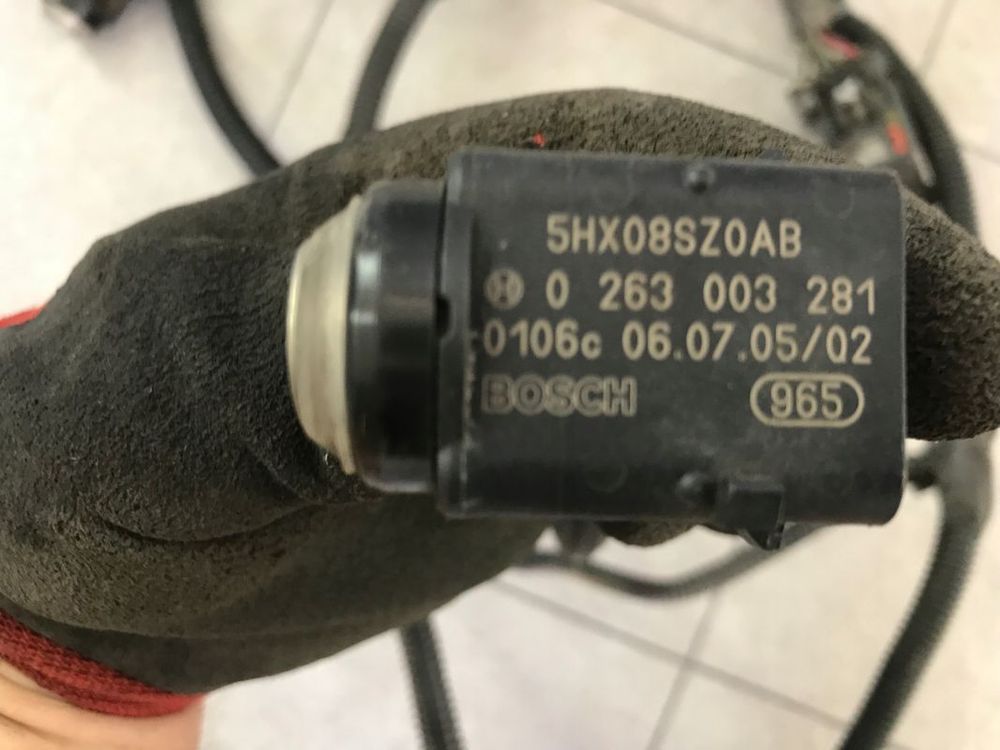 5HX08SZ0AB
0 263 003 281
0106c 06.07.05/02
BOSCH 965